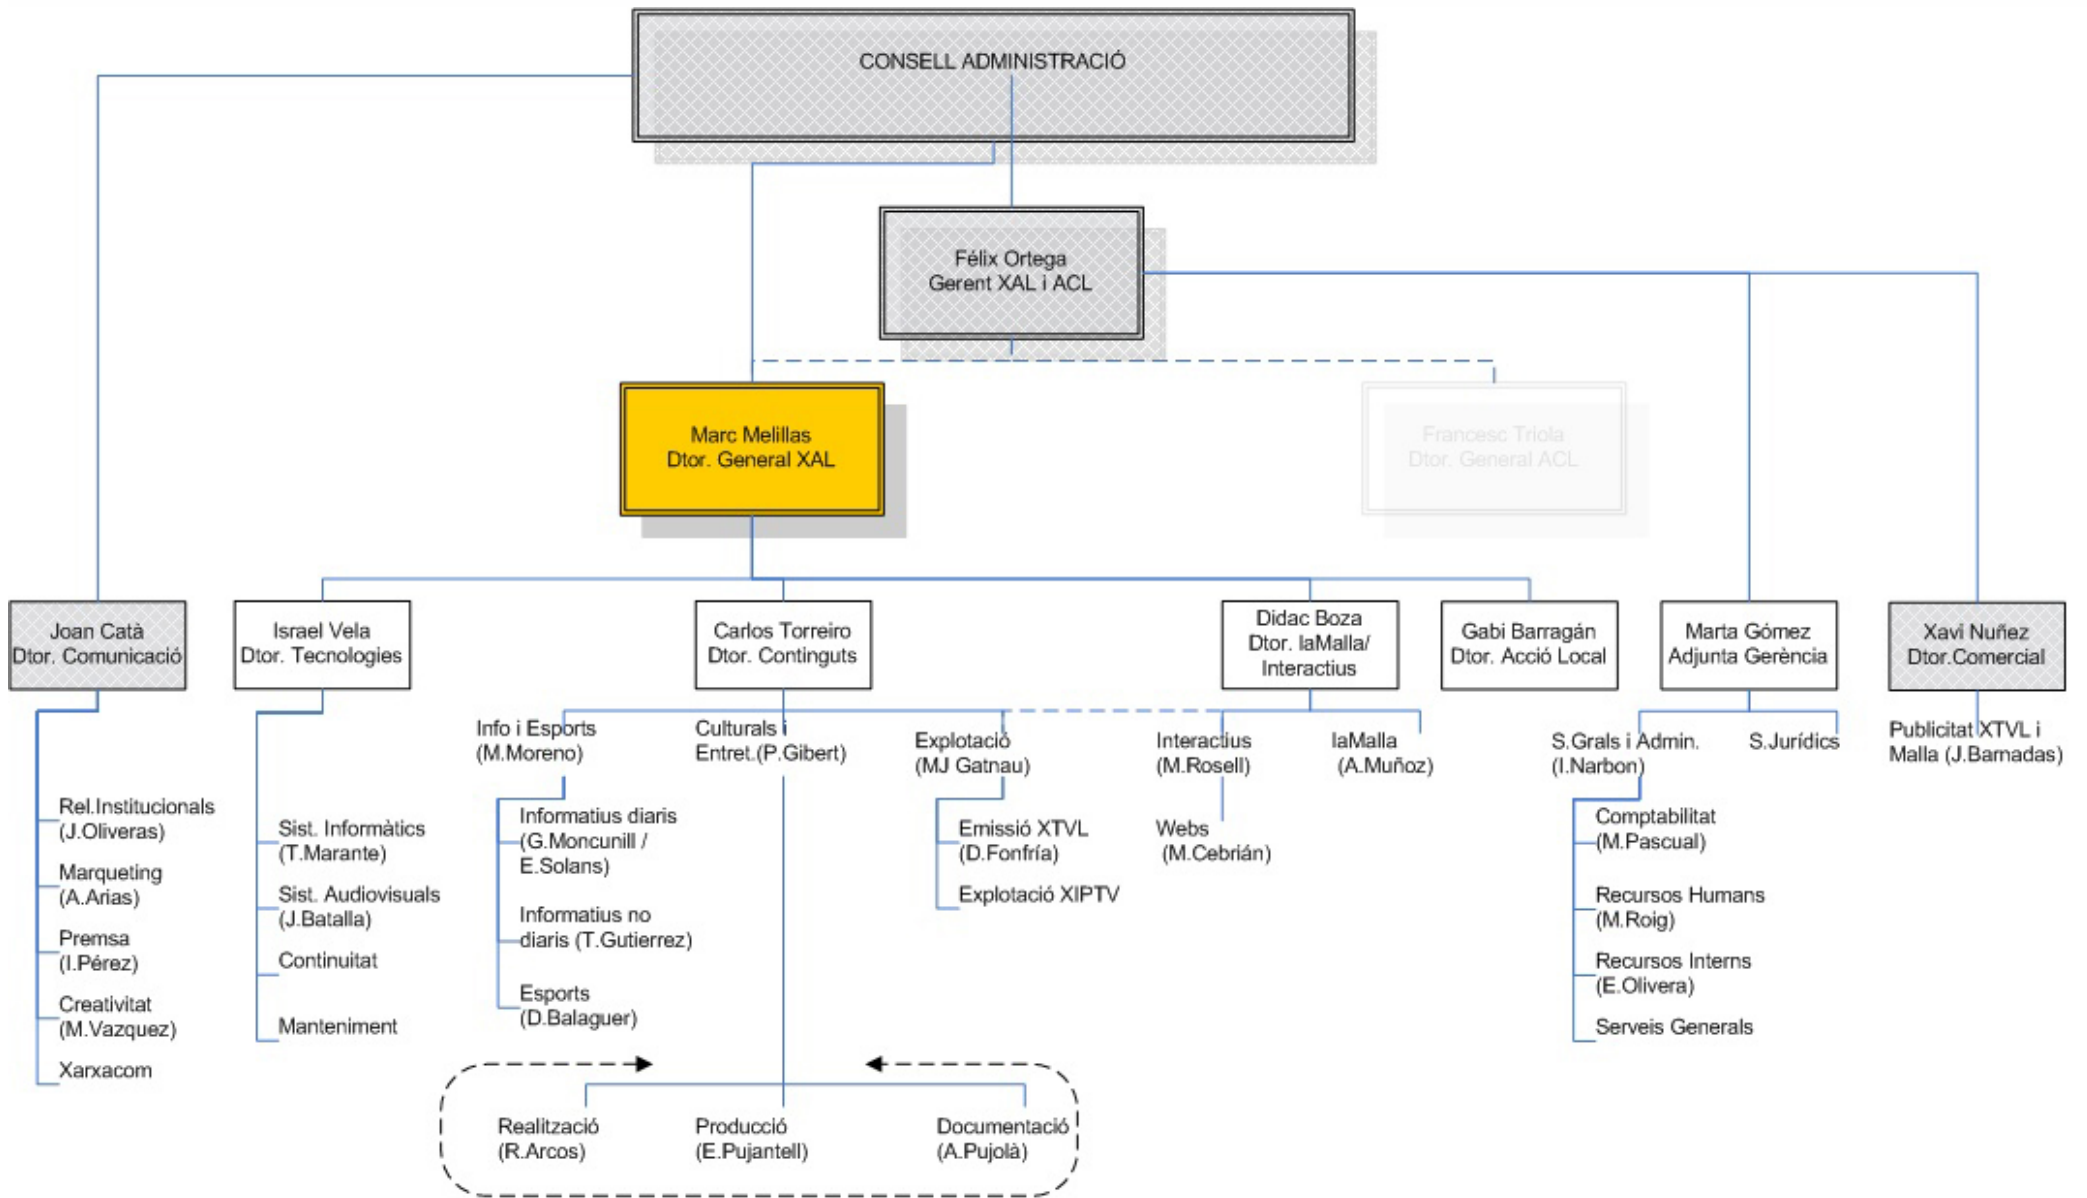 CONSELL ADMINISTRACIÓ
Félix Ortega
Gerent XAL i ACL
Marc Melillas
Dtor. General XAL
Francesc Triola
Dtor. General ACL
Joan Catà
Dtor. Comunicació
Israel Vela
Dtor. Tecnologies
Carlos Torreiro
Dtor. Continguts
Didac Boza
Dtor. laMalla/
Interactius
Gabi Barragán
Dtor. Acció Local
Marta Gómez
Adjunta Gerència
Xavi Nuñez
Dtor.Comercial
Rel.Institucionals
(J.Oliveras)
Marqueting
(A.Arias)
Premsa
(I.Pérez)
Creativitat
(M.Vazquez)
Xarxacom
Sist. Informàtics
(T.Marante)
Sist. Audiovisuals
(J.Batalla)
Continuitat
Manteniment
Info i Esports
(M.Moreno)
Informatius diaris
(G.Moncunill /
E.Solans)
Informatius no
diaris (T.Gutierrez)
Esports
(D.Balaguer)
Culturals i
Entret.(P.Gibert)
Realització
(R.Arcos)
Producció
(E.Pujantell)
Documentació
(A.Pujolà)
Explotació
(MJ Gatnau)
Emissió XTVL
(D.Fonfría)
Explotació XIPTV
Interactius
(M.Rosell)
Webs
(M.Cebrián)
laMalla
(A.Muñoz)
S.Grals i Admin.
(I.Narbon)
Comptabilitat
(M.Pascual)
Recursos Humans
(M.Roig)
Recursos Interns
(E.Olivera)
Serveis Generals
S.Jurídics
Publicitat XTVL i
Malla (J.Barnadas)